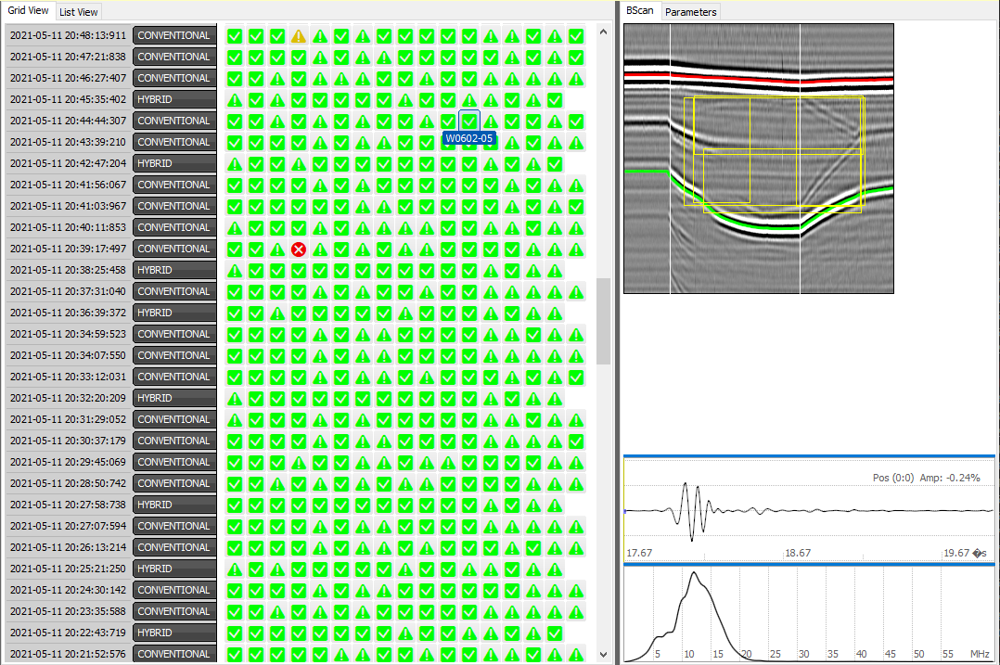 Grid View List View
2021-05-11 20:48:13:911 CONVENTIONAL
2021-05-11 20:47:21:838 CONVENTIONAL
2021-05-11 20:46:27:407 CONVENTIONAL
2021-05-11 20:45:35:402 HYBRID
2021-05-11 20:44:44:307 CONVENTIONAL
W0602-05
2021-05-11 20:43:39:210 CONVENTIONAL
2021-05-11 20:42:47:204 HYBRID
2021-05-11 20:41:56:067 CONVENTIONAL
2021-05-11 20:41:03:967 CONVENTIONAL
2021-05-11 20:40:11:853 CONVENTIONAL
2021-05-11 20:39:17:497 CONVENTIONAL
2021-05-11 20:38:25:458 HYBRID
2021-05-11 20:37:31:040 CONVENTIONAL
2021-05-11 20:36:39:372 HYBRID
2021-05-11 20:34:59:523 CONVENTIONAL
2021-05-11 20:34:07:550 CONVENTIONAL
2021-05-11 20:33:12:031 CONVENTIONAL
2021-05-11 20:32:20:209 HYBRID
2021-05-11 20:31:29:052 CONVENTIONAL
2021-05-11 20:30:37:179 CONVENTIONAL
2021-05-11 20:29:45:069 CONVENTIONAL
2021-05-11 20:28:50:742 CONVENTIONAL
2021-05-11 20:27:58:738 HYBRID
2021-05-11 20:27:07:594 CONVENTIONAL
2021-05-11 20:26:13:214 CONVENTIONAL
2021-05-11 20:25:21:250 HYBRID
2021-05-11 20:24:30:142 CONVENTIONAL
2021-05-11 20:23:35:588 CONVENTIONAL
2021-05-11 20:22:43:719 HYBRID
2021-05-11 20:21:52:576 CONVENTIONAL
BScan Parameters
Pos (0:0) Amp: -0.24%
17.67 18.67 19.67 �s
5 10 15 20 25 30 35 40 45 50 55 MHz